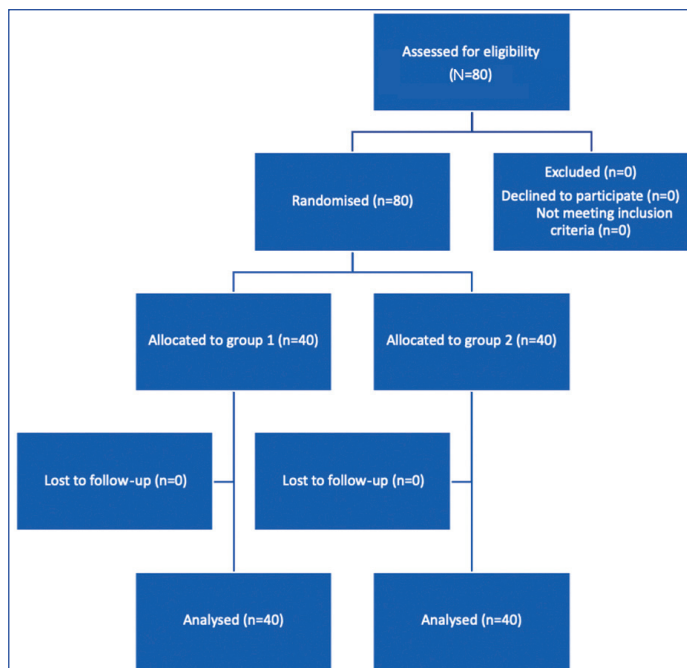 Assessed for eligibility
(N=80)
Excluded (n=0)
Declined to participate (n=0)
Not meeting inclusion
criteria (n=0)
Randomised (n=80)
Allocated to group 1 (n=40)
Allocated to group 2 (n=40)
Lost to follow-up (n=0)
Lost to follow-up (n=0)
Analysed (n=40)
Analysed (n=40)